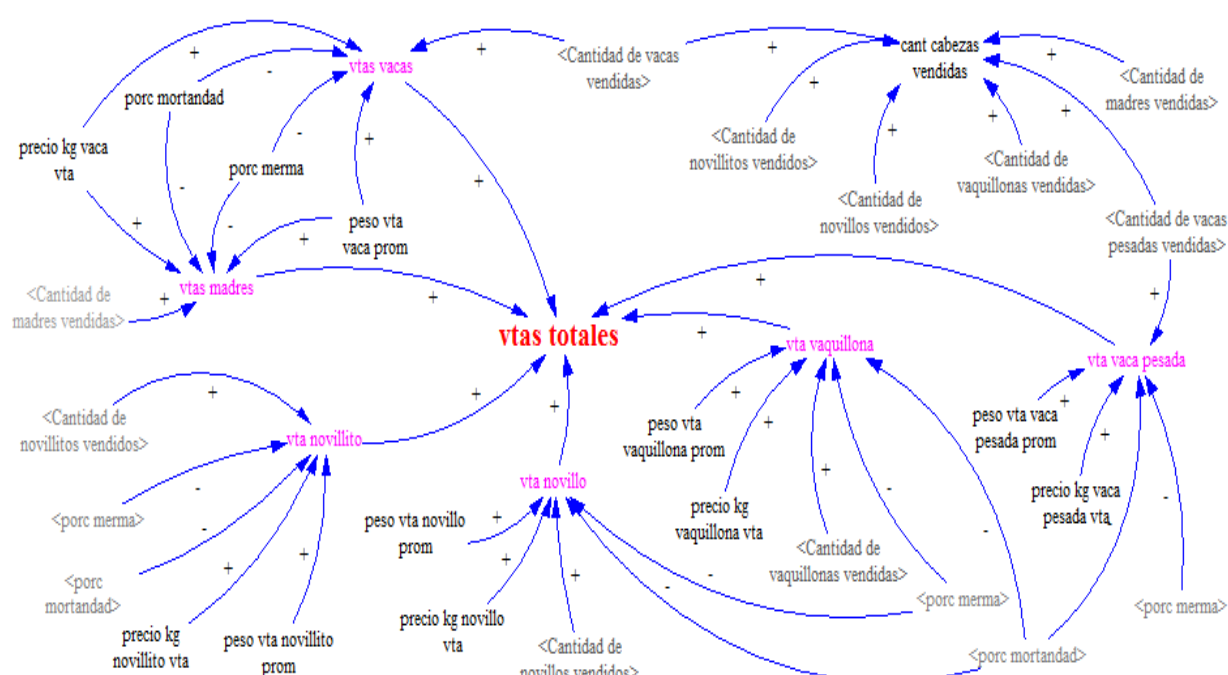 vtas vacas
<Cantidad de vacas
vendidas>
cant cabezas
vendidas
<Cantidad de
madres vendidas>
porc mortandad
precio kg vaca
vta
porc merma
<Cantidad de
novillitos vendidos>
<Cantidad de
vaquillonas vendidas>
<Cantidad de
novillos vendidos>
<Cantidad de vacas
pesadas vendidas>
peso vta
vaca prom
vtas madres
<Cantidad de
madres vendidas>
vtas totales
vta vaquillona
vta vaca pesada
<Cantidad de
novillitos vendidos>
vta novillito
peso vta
vaquillona prom
peso vta vaca
pesada prom
vta novillo
precio kg
vaquillona vta
precio kg vaca
pesada vta
<porc merma>
peso vta novillo
prom
<Cantidad de
vaquillonas vendidas>
<porc
mortandad>
<porc merma>
<porc merma>
precio kg novillo
vta
precio kg
novillito vta
peso vta novillito
prom
<Cantidad de
novillos vendidos>
<porc mortandad>